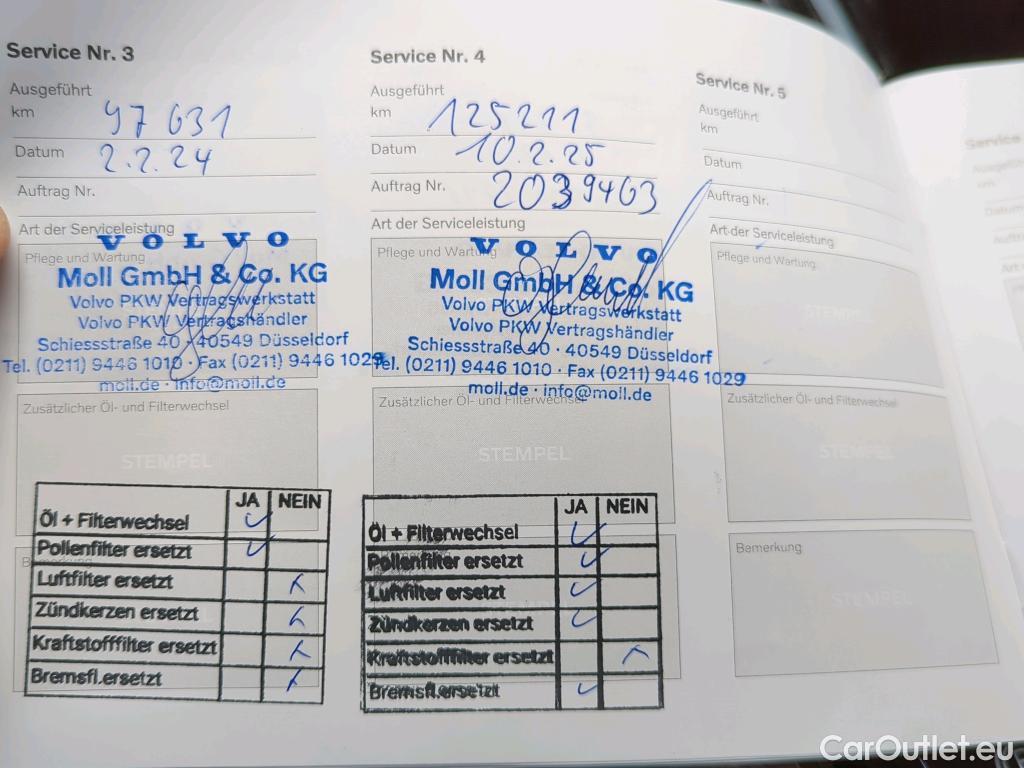 Service Nr. 3
Ausgeführt
km 97 631
Datum 2.2.24
Auftrag Nr.
Art der Serviceleistung
Pflege und Wartung
VOLVO
Moll GmbH & Co. KG
Volvo PKW Vertragswerkstatt
Volvo PKW Vertragshändler
Schiessstraße 40 · 40549 Düsseldorf
Tel. (0211) 9446 1010 · Fax (0211) 9446 1029
moll.de · info@moll.de
Zusätzlicher Öl- und Filterwechsel
STEMPEL
JA NEIN
Öl + Filterwechsel
Pollenfilter ersetzt
Luftfilter ersetzt
Zündkerzen ersetzt
Kraftstofffilter ersetzt
Bremsfl.ersetzt
Service Nr. 4
Ausgeführt
km 125211
Datum 10.2.25
Auftrag Nr. 2039463
Art der Serviceleistung
Pflege und Wartung
VOLVO
Moll GmbH & Co. KG
Volvo PKW Vertragswerkstatt
Volvo PKW Vertragshändler
Schiessstraße 40 · 40549 Düsseldorf
Tel. (0211) 9446 1010 · Fax (0211) 9446 1029
moll.de · info@moll.de
Zusätzlicher Öl- und Filterwechsel
STEMPEL
JA NEIN
Öl + Filterwechsel
Pollenfilter ersetzt
Luftfilter ersetzt
Zündkerzen ersetzt
Kraftstofffilter ersetzt
Bremsfl.ersetzt
Service Nr. 5
Ausgeführt
km
Datum
Auftrag Nr.
Art der Serviceleistung
Pflege und Wartung
STEMPEL
Zusätzlicher Öl- und Filterwechsel
STEMPEL
Bemerkung
STEMPEL
Service
km
CarOutlet.eu